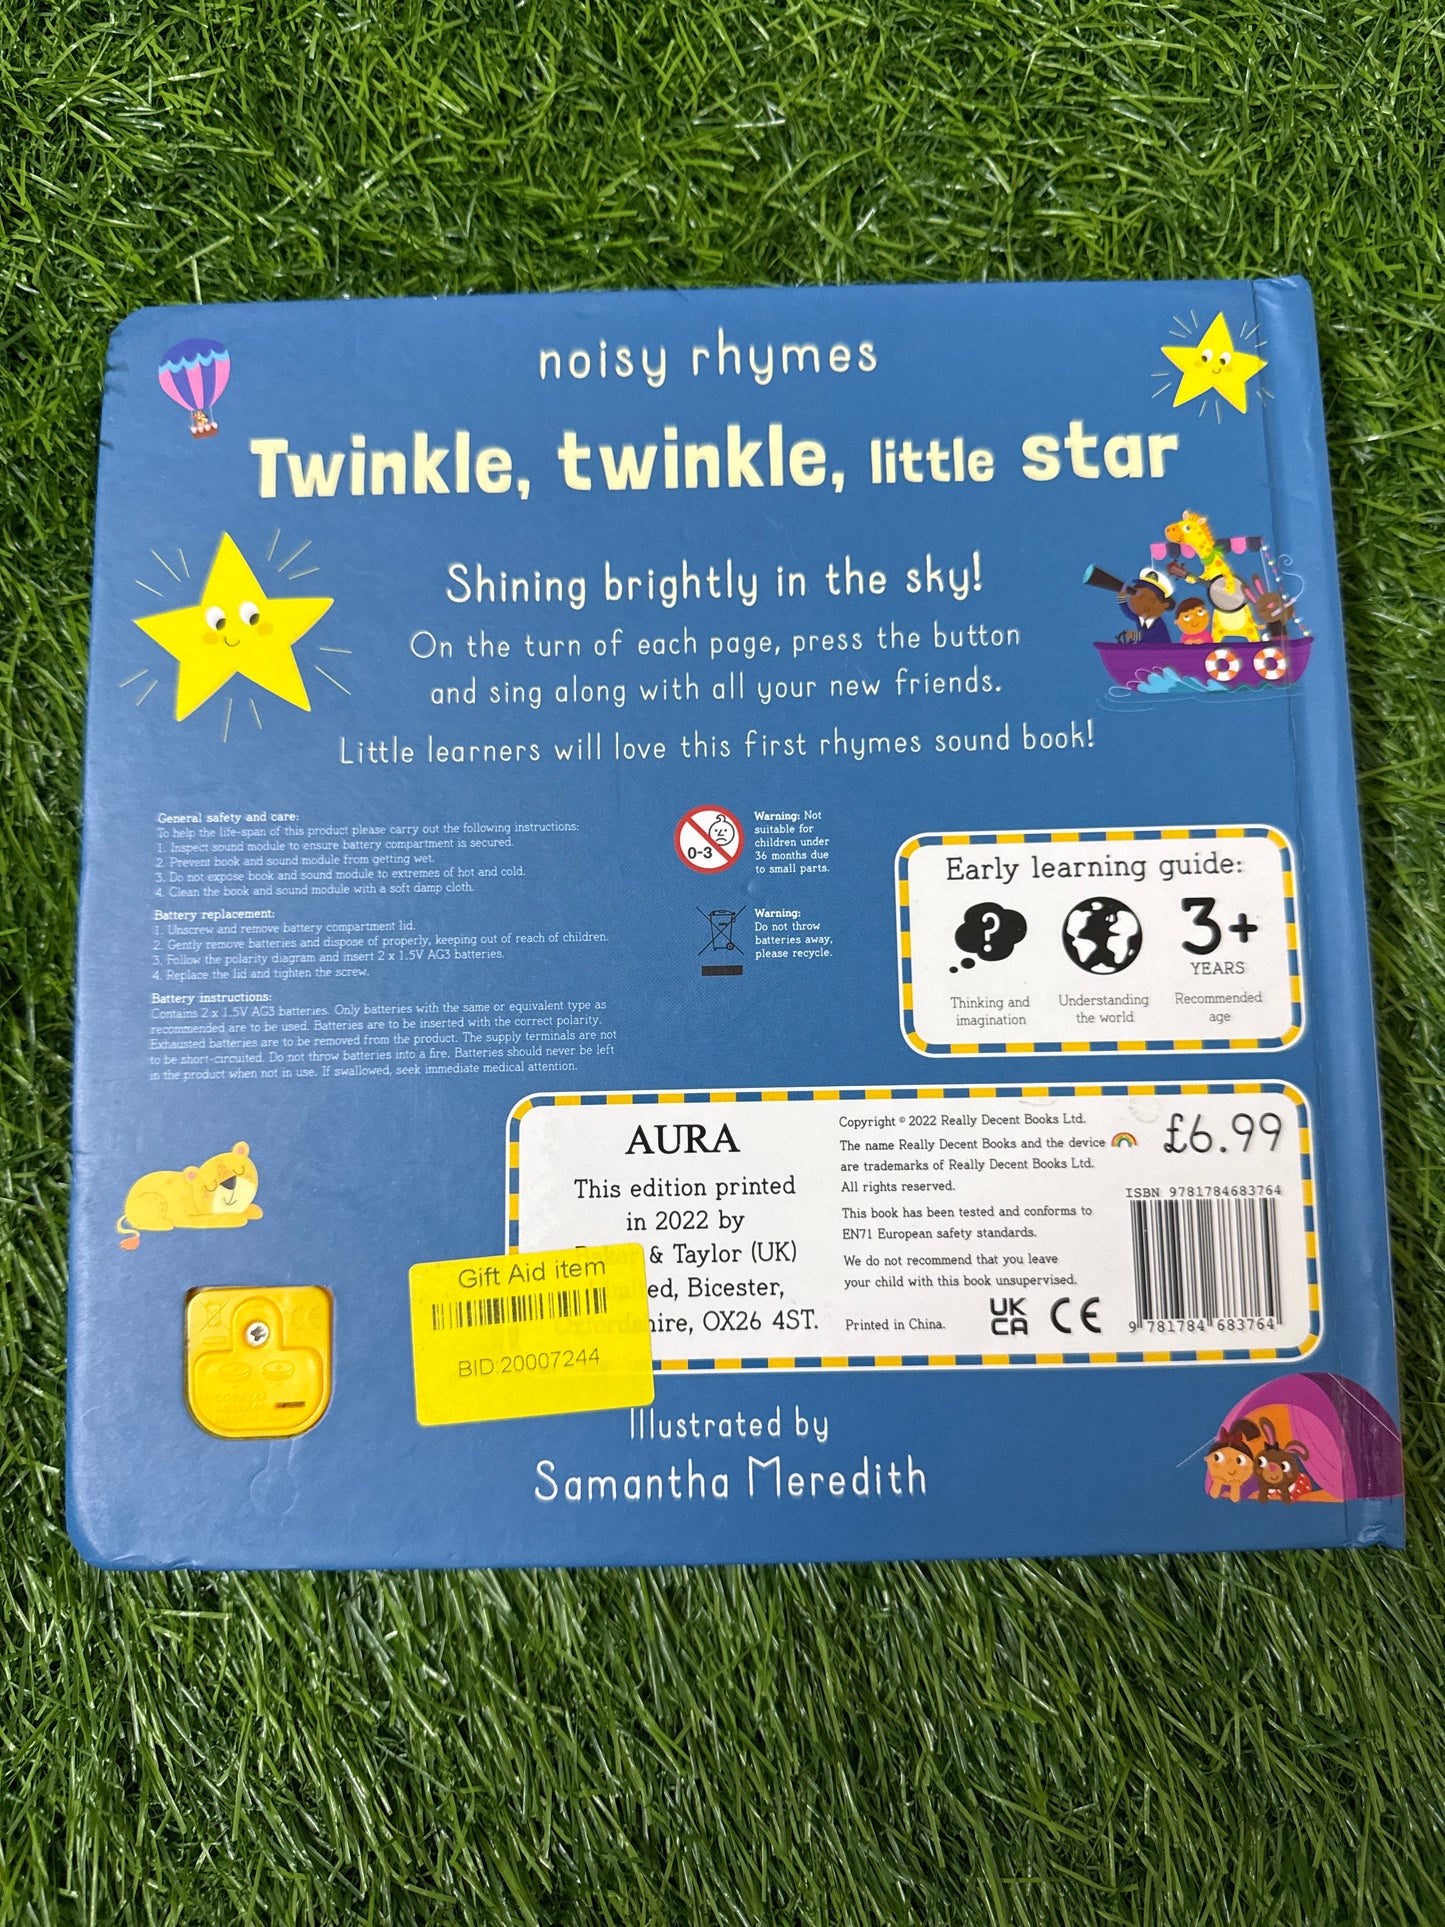 noisy rhymes
Twinkle, twinkle, little star
Shining brightly in the sky!
On the turn of each page, press the button
and sing along with all your new friends.
Little learners will love this first rhymes sound book!
General safety and care:
To help the life-span of this product please carry out the following instructions:
1. Inspect sound module to ensure battery compartment is secured.
2. Prevent book and sound module from getting wet.
3. Do not expose book and sound module to extremes of hot and cold.
4. Clean the book and sound module with a soft damp cloth.
Battery replacement:
1. Unscrew and remove battery compartment lid.
2. Gently remove batteries and dispose of properly, keeping out of reach of children.
3. Follow the polarity diagram and insert 2 x 1.5V AG3 batteries.
4. Replace the lid and tighten the screw.
Battery instructions:
Contains 2 x 1.5V AG3 batteries. Only batteries with the same or equivalent type as
recommended are to be used. Batteries are to be inserted with the correct polarity.
Exhausted batteries are to be removed from the product. The supply terminals are not
to be short-circuited. Do not throw batteries into a fire. Batteries should never be left
in the product when not in use. If swallowed, seek immediate medical attention.
0-3
Warning: Not
suitable for
children under
36 months due
to small parts.
Warning:
Do not throw
batteries away,
please recycle.
Early learning guide:
?
Thinking and
imagination
Understanding
the world
3+
YEARS
Recommended
age
AURA
This edition printed
in 2022 by
& Taylor (UK)
Bicester,
OX26 4ST.
Gift Aid item
BID:20007244
Copyright © 2022 Really Decent Books Ltd.
The name Really Decent Books and the device
are trademarks of Really Decent Books Ltd.
All rights reserved.
This book has been tested and conforms to
EN71 European safety standards.
We do not recommend that you leave
your child with this book unsupervised.
Printed in China.
UK
CA
CE
£6.99
ISBN 9781784683764
9 781784 683764
Illustrated by
Samantha Meredith